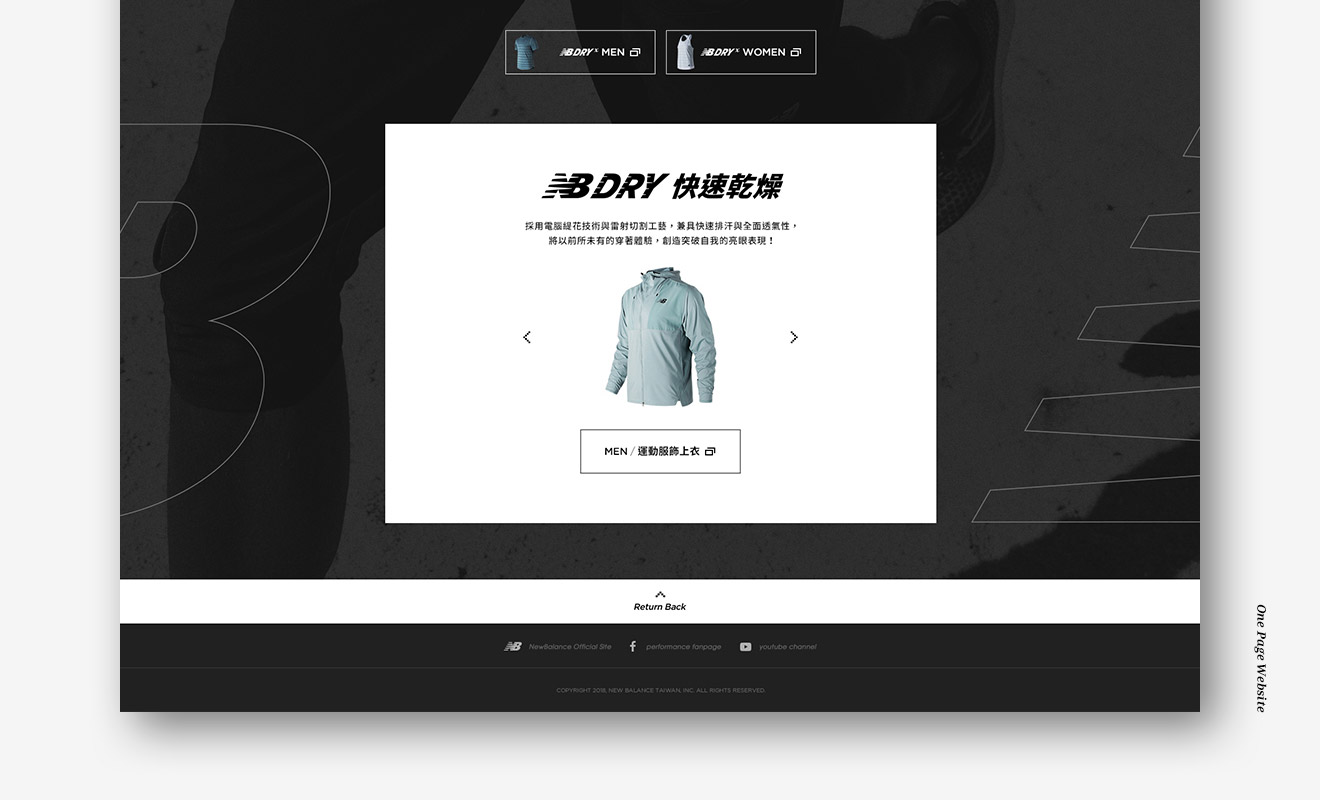 NB DRY x MEN
NB DRY x WOMEN
NB DRY 快速乾燥
採用電腦緹花技術與雷射切割工藝，兼具快速排汗與全面透氣性，
將以前所未有的穿著體驗，創造突破自我的亮眼表現！
MEN / 運動服飾上衣
Return Back
NewBalance Official Site
performance fanpage
youtube channel
COPYRIGHT 2018, NEW BALANCE TAIWAN, INC. ALL RIGHTS RESERVED.
One Page Website